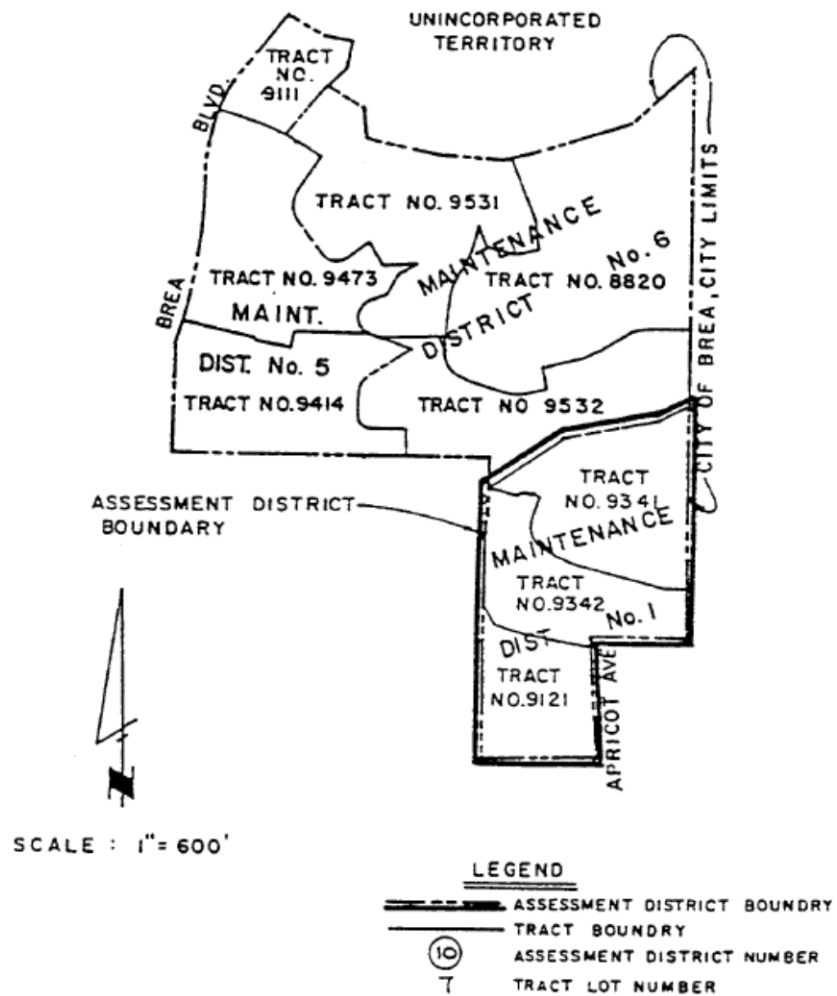 UNINCORPORATED
TERRITORY
TRACT
NO.
9111
BLVD.
TRACT NO. 9531
MAINTENANCE
No. 6
TRACT NO. 9473
TRACT NO. 8820
BREA
MAINT.
DISTRICT
CITY OF BREA, CITY LIMITS
DIST. No. 5
TRACT NO. 9414
TRACT NO 9532
TRACT
NO. 9341
ASSESSMENT DISTRICT
BOUNDARY
MAINTENANCE
TRACT
NO. 9342
No. 1
DIST
TRACT
NO. 9121
APRICOT AVE
SCALE : 1" = 600'
LEGEND
ASSESSMENT DISTRICT BOUNDRY
TRACT BOUNDRY
10 ASSESSMENT DISTRICT NUMBER
7 TRACT LOT NUMBER